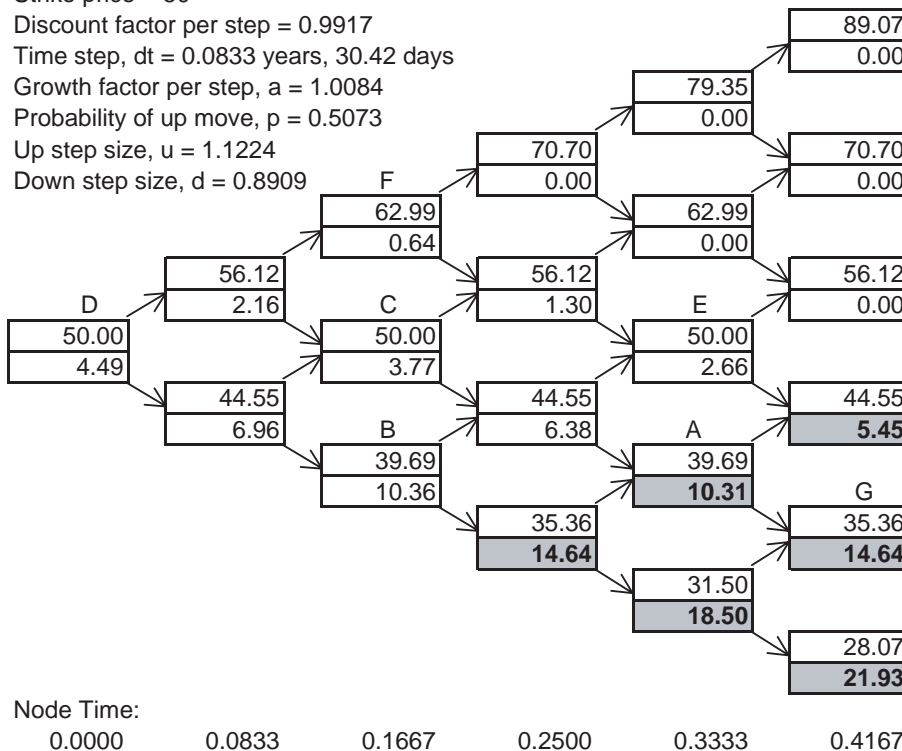 Strike price = 50
Discount factor per step = 0.9917 89.07
Time step, dt = 0.0833 years, 30.42 days 0.00
Growth factor per step, a = 1.0084 79.35
Probability of up move, p = 0.5073 0.00
Up step size, u = 1.1224 70.70 70.70
Down step size, d = 0.8909 F 0.00 0.00
62.99 62.99
0.64 0.00
56.12 56.12 56.12
D 2.16 C 1.30 E 0.00
50.00 50.00 50.00
4.49 3.77 2.66
44.55 44.55 44.55
6.96 B 6.38 A 5.45
39.69 39.69
10.36 10.31 G
35.36 35.36
14.64 14.64
31.50
18.50
28.07
21.93
Node Time:
0.0000 0.0833 0.1667 0.2500 0.3333 0.4167